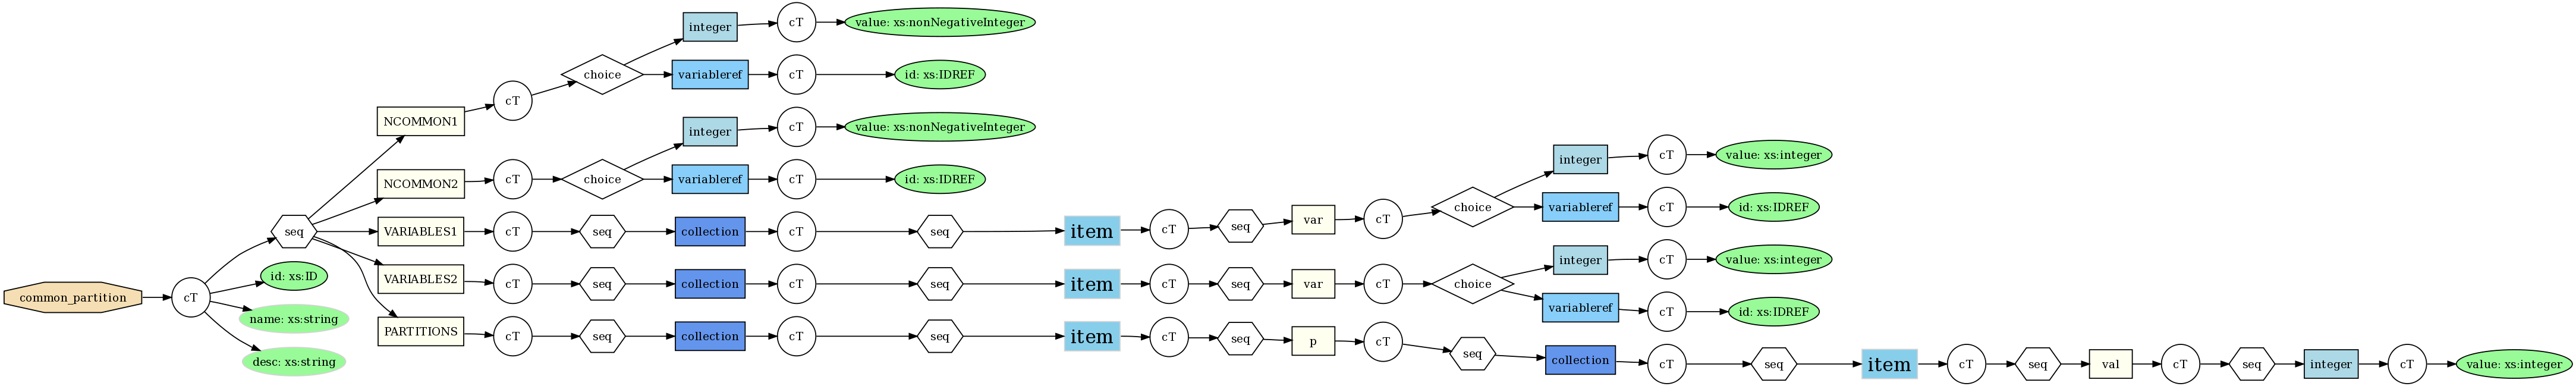 common_partition
cT
seq
id: xs:ID
name: xs:string
desc: xs:string
NCOMMON1
cT
choice
integer
cT
value: xs:nonNegativeInteger
variableref
cT
id: xs:IDREF
NCOMMON2
cT
choice
integer
cT
value: xs:nonNegativeInteger
variableref
cT
id: xs:IDREF
VARIABLES1
cT
seq
collection
cT
seq
item
cT
seq
var
cT
choice
integer
cT
value: xs:integer
variableref
cT
id: xs:IDREF
VARIABLES2
cT
seq
collection
cT
seq
item
cT
seq
var
cT
choice
integer
cT
value: xs:integer
variableref
cT
id: xs:IDREF
PARTITIONS
cT
seq
collection
cT
seq
item
cT
seq
p
cT
seq
collection
cT
seq
item
cT
seq
val
cT
seq
integer
cT
value: xs:integer